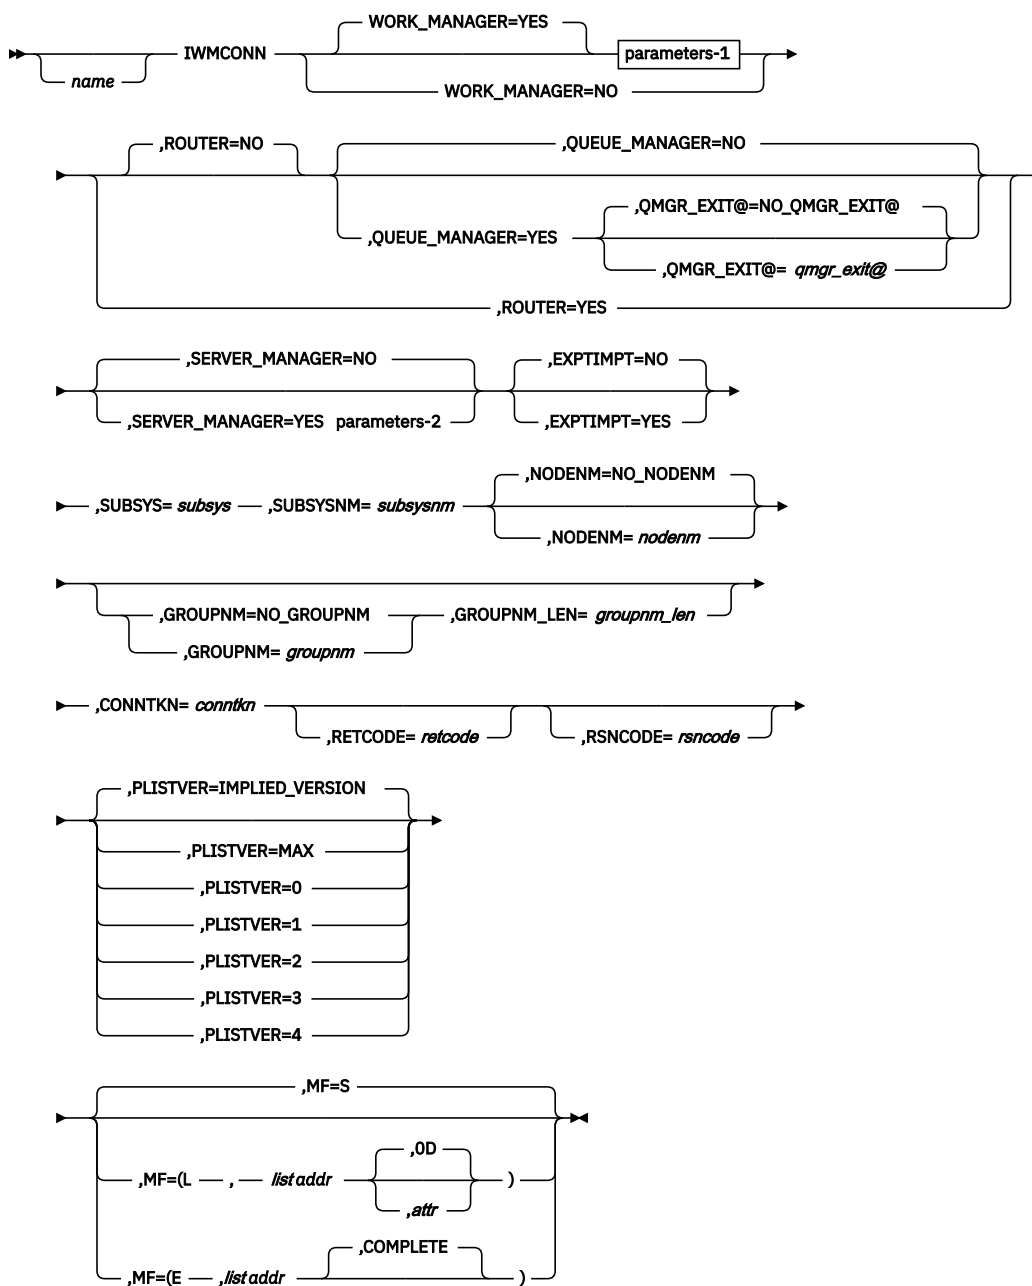 WORK_MANAGER=YES
name IWMCONN parameters-1
WORK_MANAGER=NO
,ROUTER=NO ,QUEUE_MANAGER=NO
,QMGR_EXIT@=NO_QMGR_EXIT@
,QUEUE_MANAGER=YES
,QMGR_EXIT@= qmgr_exit@
,ROUTER=YES
,SERVER_MANAGER=NO ,EXPTIMPT=NO
,SERVER_MANAGER=YES parameters-2 ,EXPTIMPT=YES
,NODENM=NO_NODENM
,SUBSYS= subsys ,SUBSYSNM= subsysnm
,NODENM= nodenm
,GROUPNM=NO_GROUPNM ,GROUPNM_LEN= groupnm_len
,GROUPNM= groupnm
,CONNTKN= conntkn
,RETCODE= retcode ,RSNCODE= rsncode
,PLISTVER=IMPLIED_VERSION
,PLISTVER=MAX
,PLISTVER=0
,PLISTVER=1
,PLISTVER=2
,PLISTVER=3
,PLISTVER=4
,MF=S
,0D
,MF=(L , list addr )
,attr
,COMPLETE
,MF=(E ,list addr )